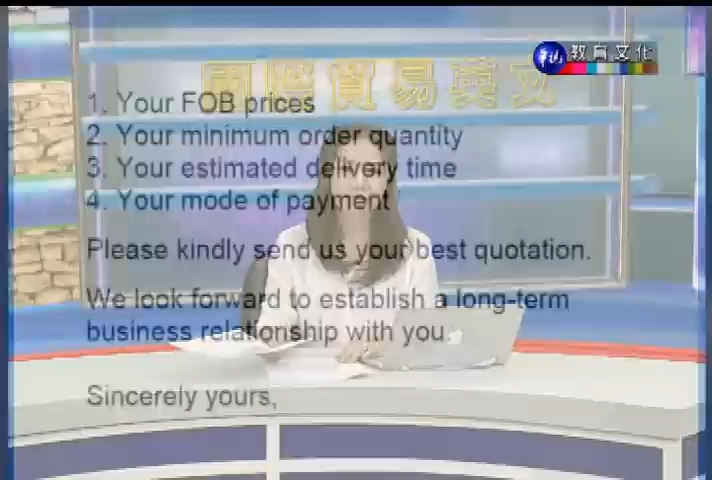 華視 教育文化
國際貿易英文
1. Your FOB prices
2. Your minimum order quantity
3. Your estimated delivery time
4. Your mode of payment
Please kindly send us your best quotation.
We look forward to establish a long-term
business relationship with you.
Sincerely yours,